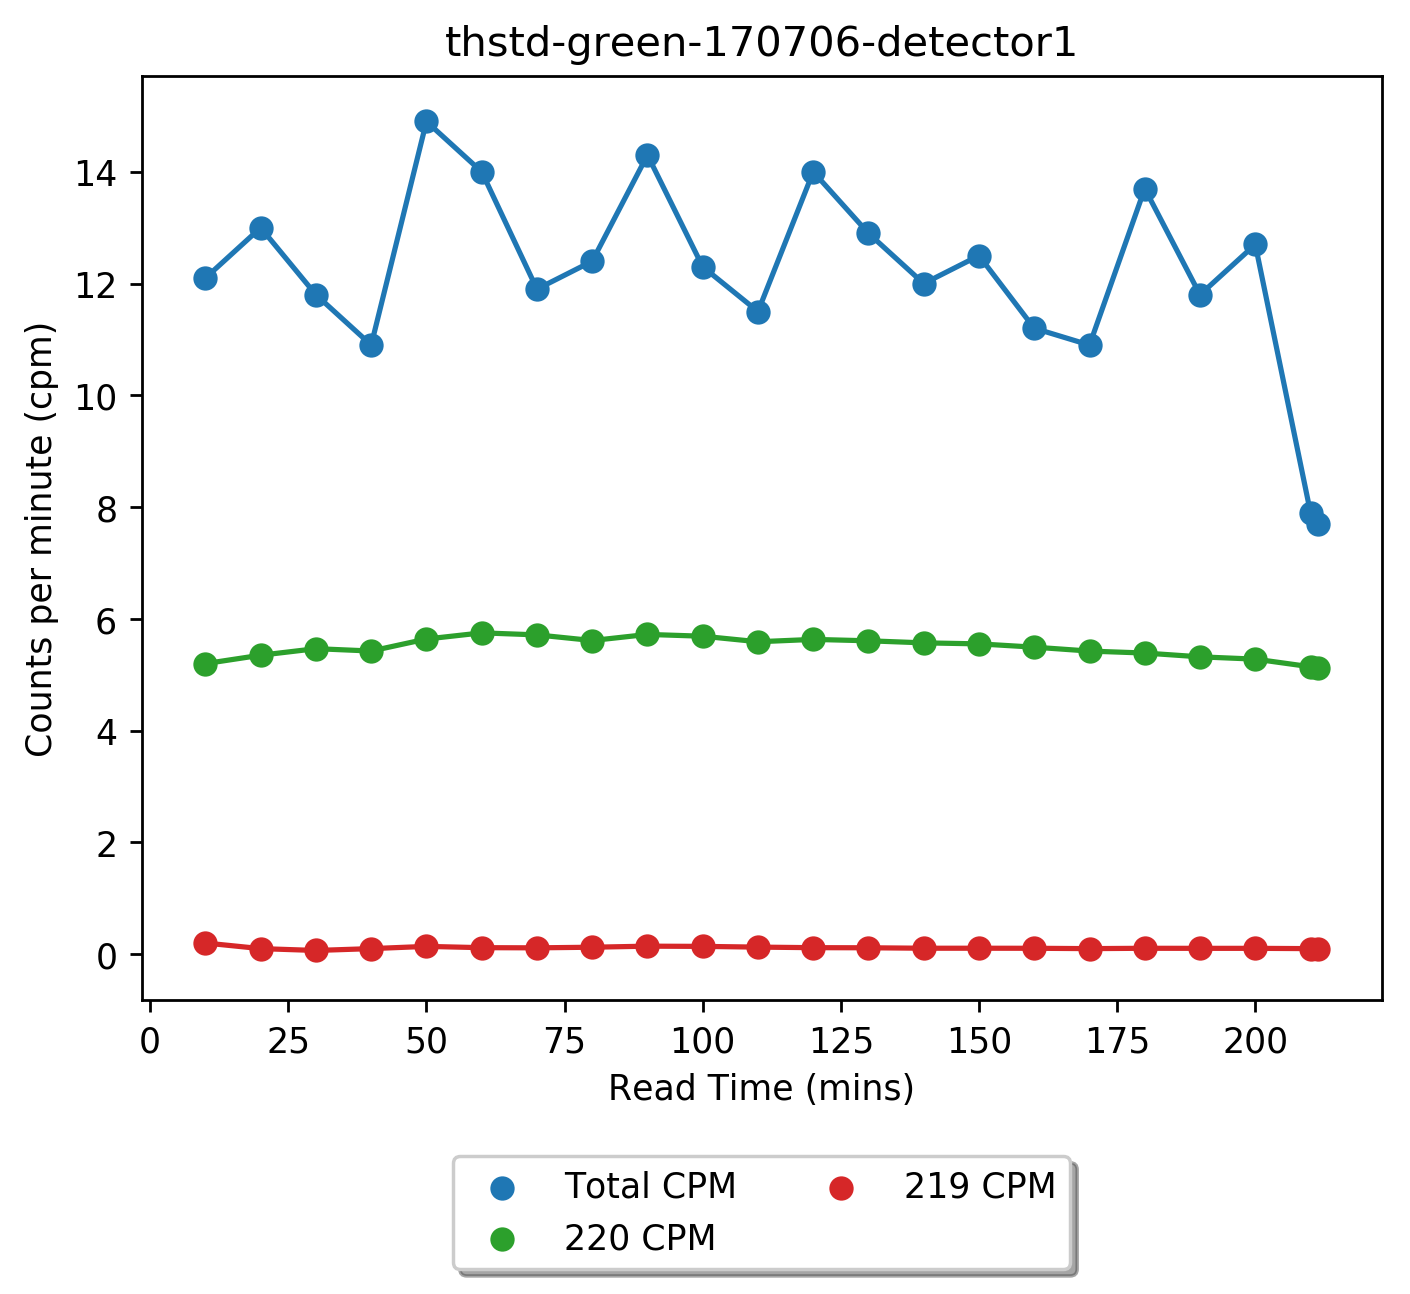 thstd-green-170706-detector1
Counts per minute (cpm)
14
12
10
8
6
4
2
0
0 25 50 75 100 125 150 175 200
Read Time (mins)
Total CPM 219 CPM
220 CPM